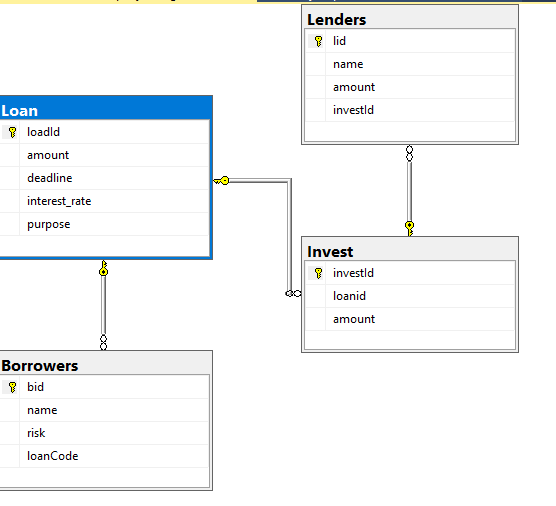 Lenders
lid
name
amount
investId
Loan
loadId
amount
deadline
interest_rate
purpose
Invest
investId
loanid
amount
Borrowers
bid
name
risk
loanCode